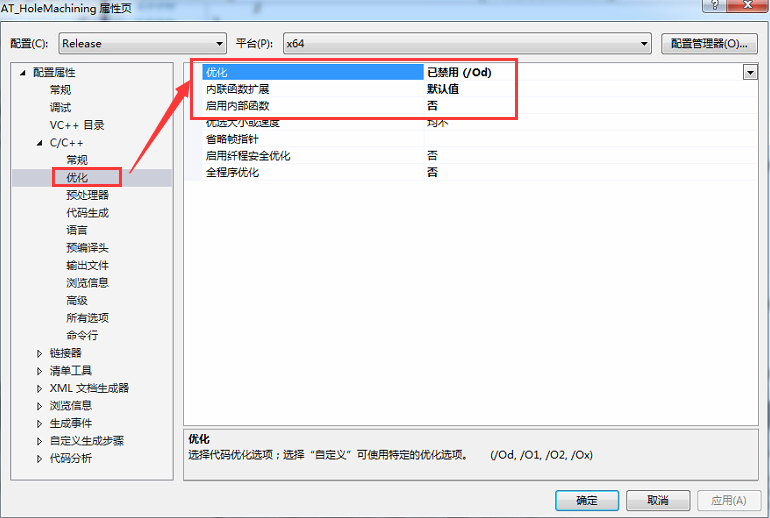 AT_HoleMachining 属性页
配置(C): Release 平台(P): x64 配置管理器(O)...
配置属性
常规
调试
VC++ 目录
C/C++
常规
优化
预处理器
代码生成
语言
预编译头
输出文件
浏览信息
高级
所有选项
命令行
链接器
清单工具
XML 文档生成器
浏览信息
生成事件
自定义生成步骤
代码分析
优化 已禁用 (/Od)
内联函数扩展 默认值
启用内部函数 否
优选大小或速度 均不
省略帧指针
启用纤程安全优化 否
全程序优化 否
优化
选择代码优化选项；选择“自定义”可使用特定的优化选项。 (/Od, /O1, /O2, /Ox)
确定 取消 应用(A)